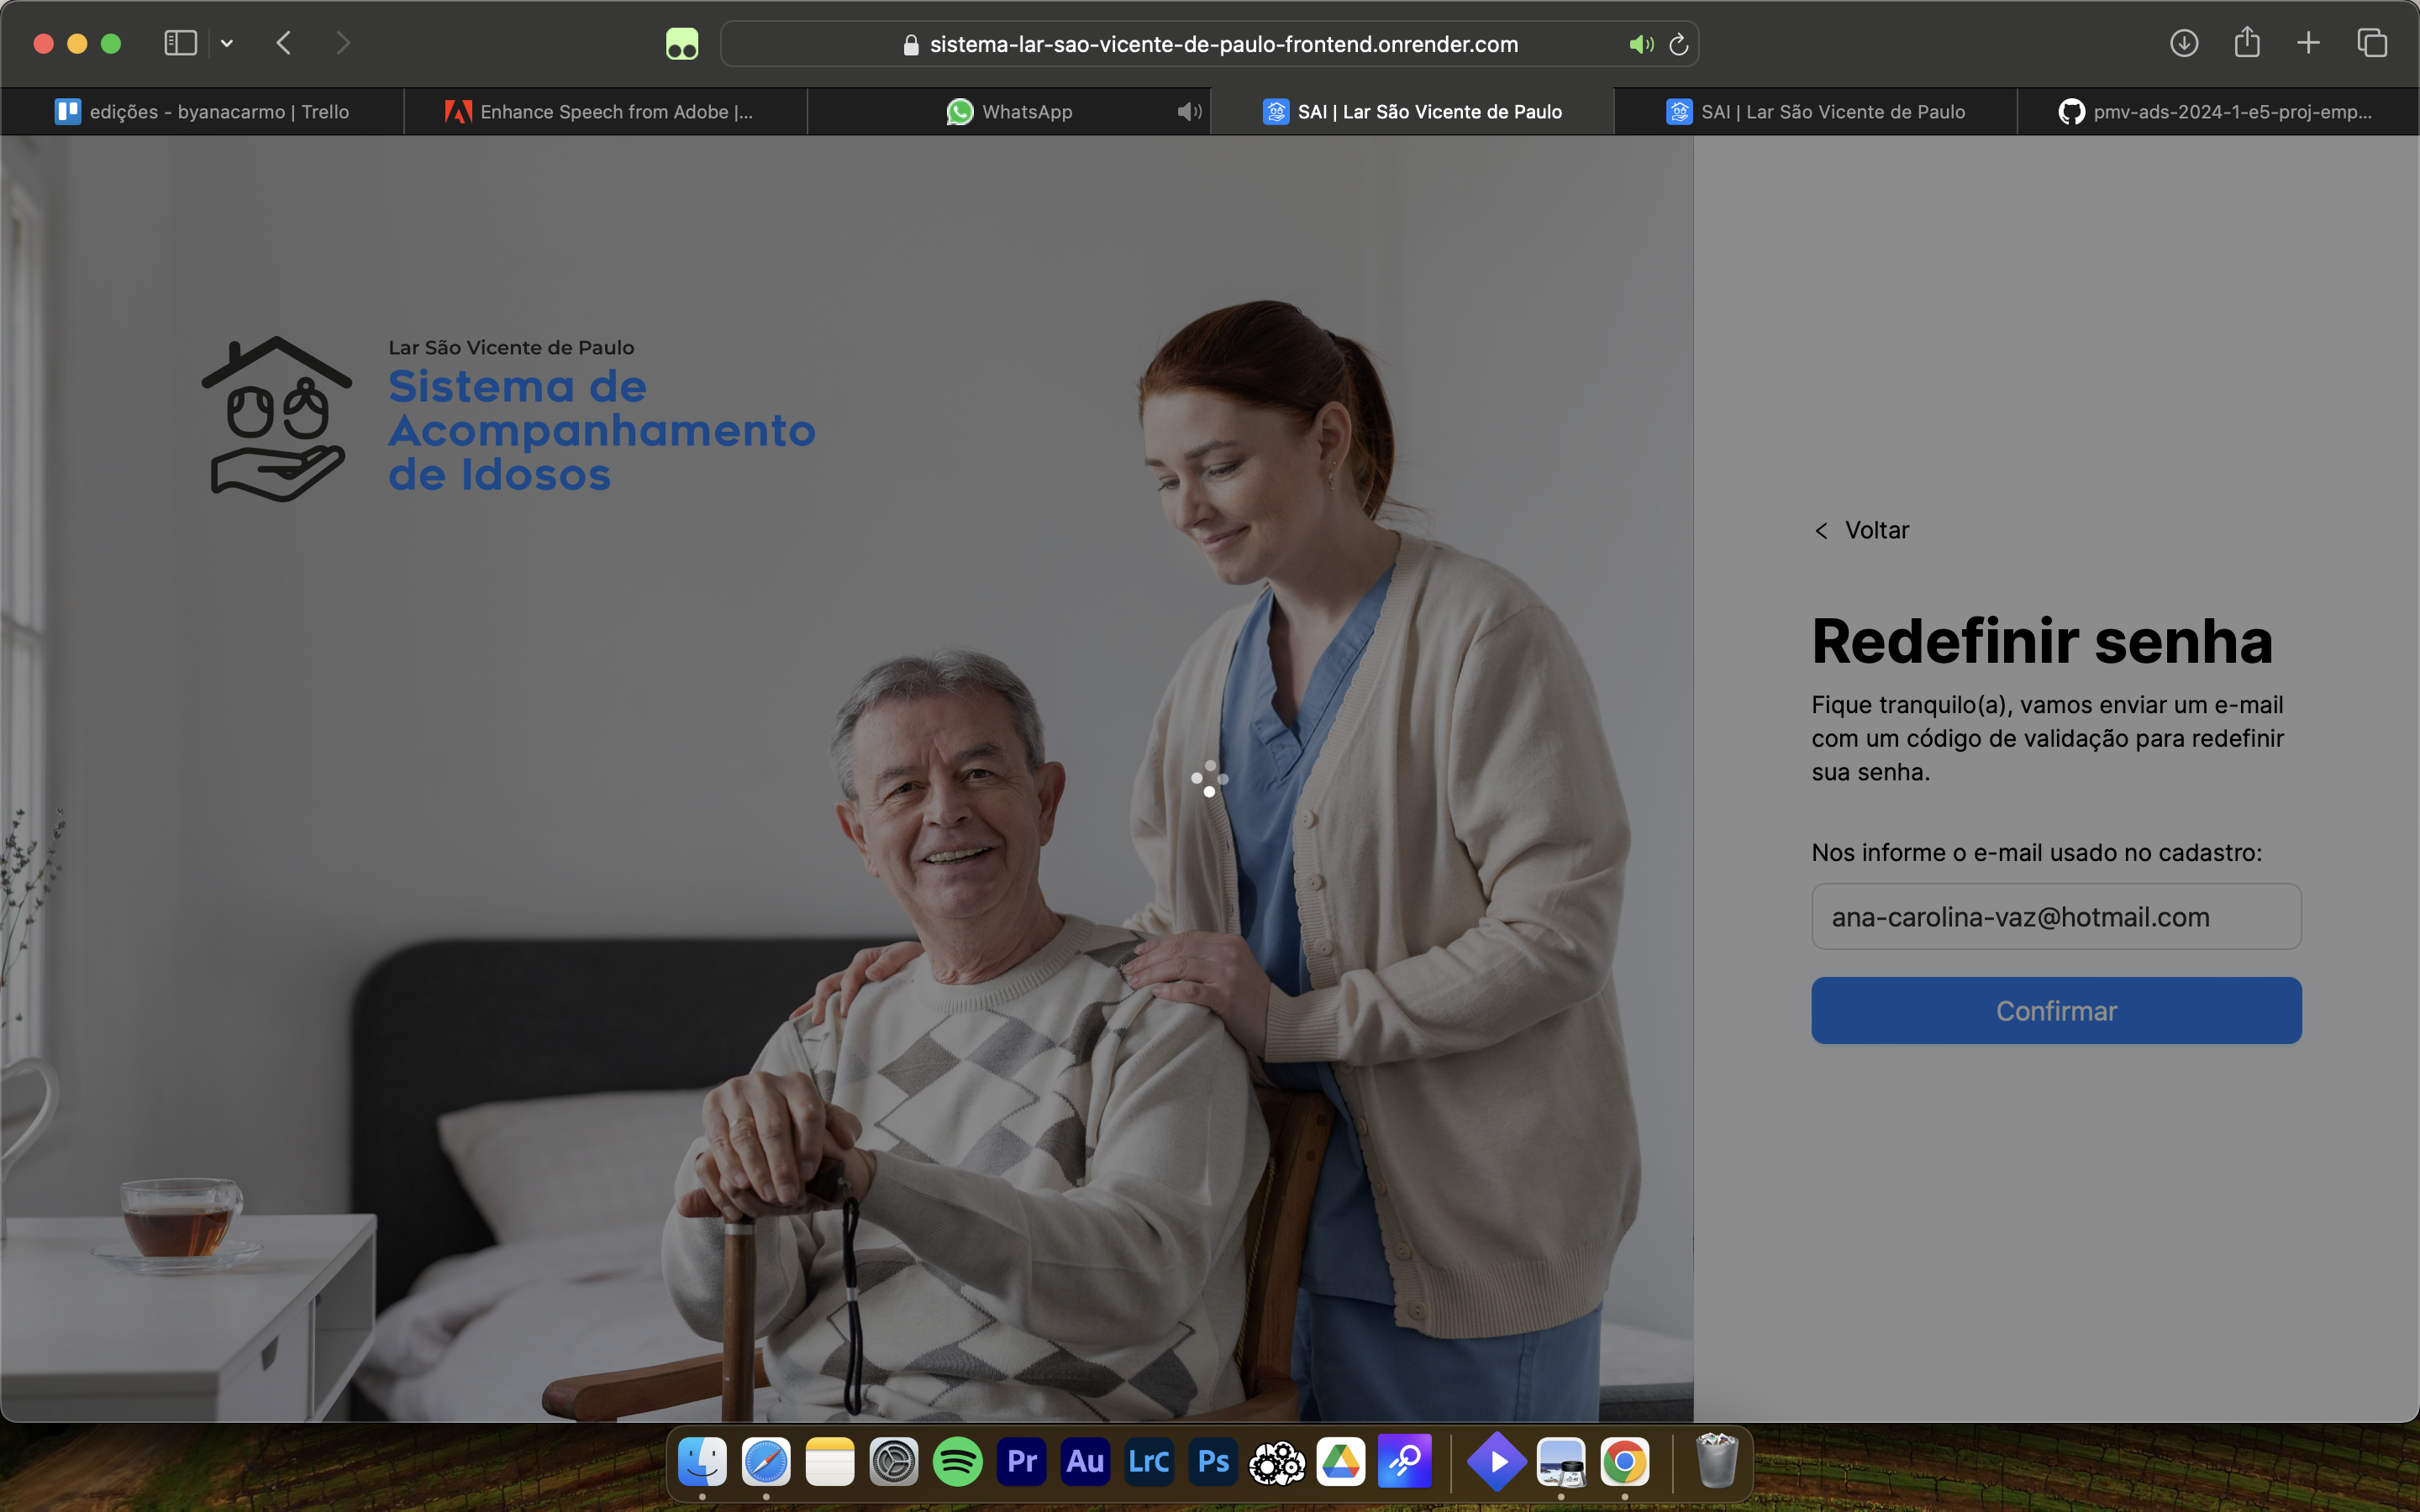 sistema-lar-sao-vicente-de-paulo-frontend.onrender.com
edições - byanacarmo | Trello
Enhance Speech from Adobe |...
WhatsApp
SAI | Lar São Vicente de Paulo
SAI | Lar São Vicente de Paulo
pmv-ads-2024-1-e5-proj-emp...
Lar São Vicente de Paulo
Sistema de
Acompanhamento
de Idosos
Voltar
Redefinir senha
Fique tranquilo(a), vamos enviar um e-mail
com um código de validação para redefinir
sua senha.
Nos informe o e-mail usado no cadastro:
ana-carolina-vaz@hotmail.com
Confirmar
Pr
Au
LrC
Ps